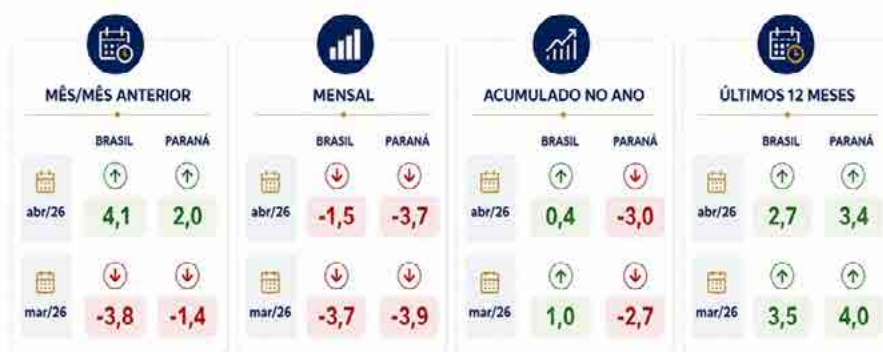 MÊS/MÊS ANTERIOR
BRASIL PARANÁ
abr/26 4,1 2,0
mar/26 -3,8 -1,4
MENSAL
BRASIL PARANÁ
abr/26 -1,5 -3,7
mar/26 -3,7 -3,9
ACUMULADO NO ANO
BRASIL PARANÁ
abr/26 0,4 -3,0
mar/26 1,0 -2,7
ÚLTIMOS 12 MESES
BRASIL PARANÁ
abr/26 2,7 3,4
mar/26 3,5 4,0